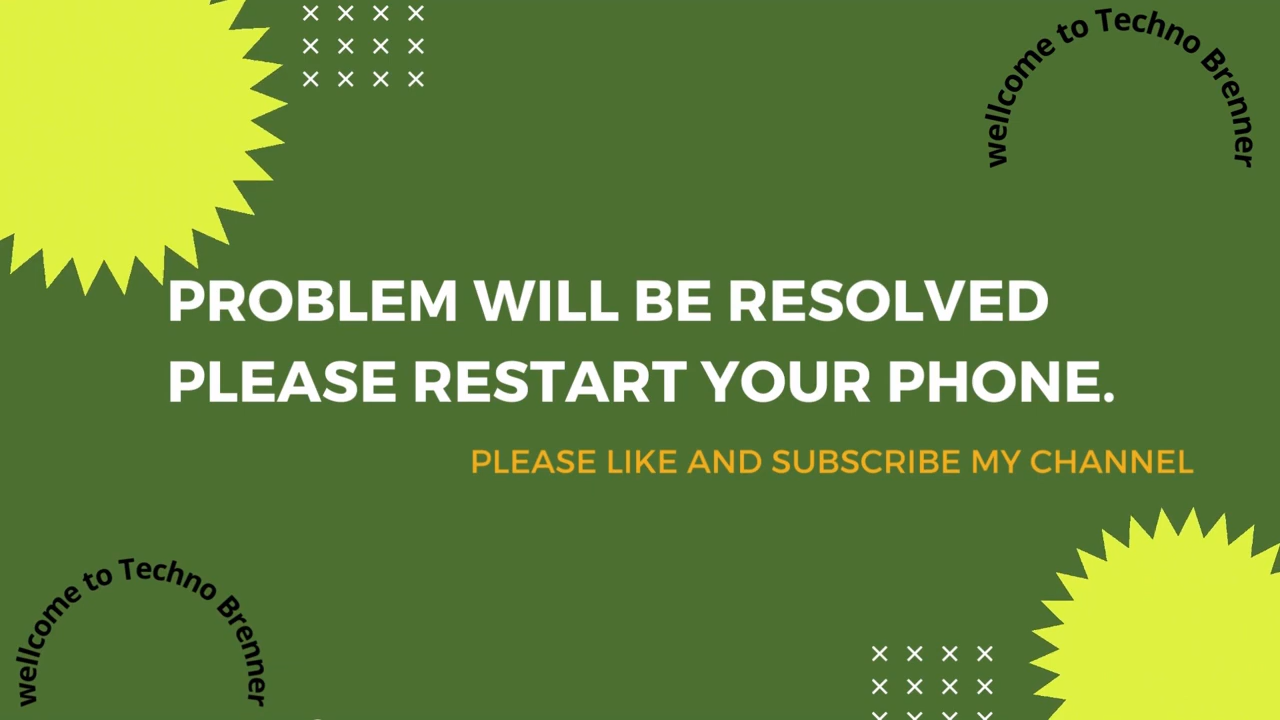 wellcome to Techno Brenner
PROBLEM WILL BE RESOLVED
PLEASE RESTART YOUR PHONE.
PLEASE LIKE AND SUBSCRIBE MY CHANNEL
wellcome to Techno Brenner